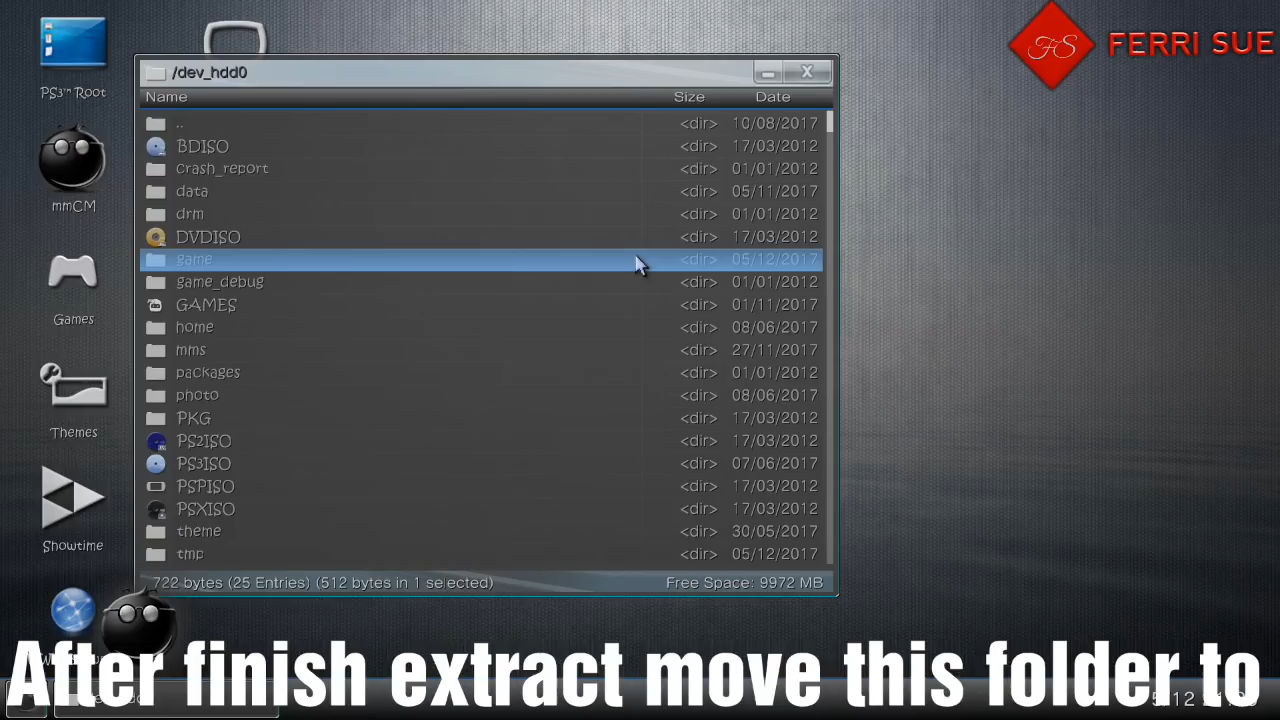 FS FERRI SUE
PS3™ Root
mmCM
Games
Themes
Showtime
/dev_hdd0
Name Size Date
.. <dir> 10/08/2017
BDISO <dir> 17/03/2012
crash_report <dir> 01/01/2012
data <dir> 05/11/2017
drm <dir> 01/01/2012
DVDISO <dir> 17/03/2012
game <dir> 05/12/2017
game_debug <dir> 01/01/2012
GAMES <dir> 01/11/2017
home <dir> 08/06/2017
mms <dir> 27/11/2017
packages <dir> 01/01/2012
photo <dir> 08/06/2017
PKG <dir> 17/03/2012
PS2ISO <dir> 17/03/2012
PS3ISO <dir> 07/06/2017
PSPISO <dir> 17/03/2012
PSXISO <dir> 17/03/2012
theme <dir> 30/05/2017
tmp <dir> 05/12/2017
722 bytes (25 Entries) (512 bytes in 1 selected) Free Space: 9972 MB
After finish extract move this folder to